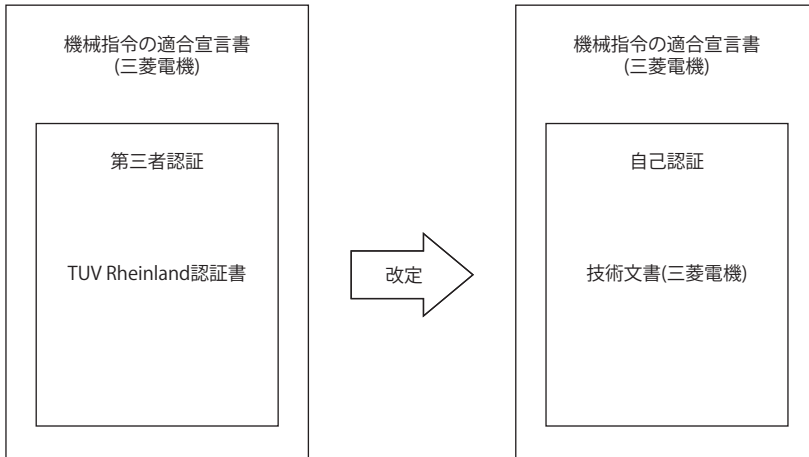 機械指令の適合宣言書
(三菱電機)
第三者認証
TUV Rheinland認証書
改定
機械指令の適合宣言書
(三菱電機)
自己認証
技術文書(三菱電機)